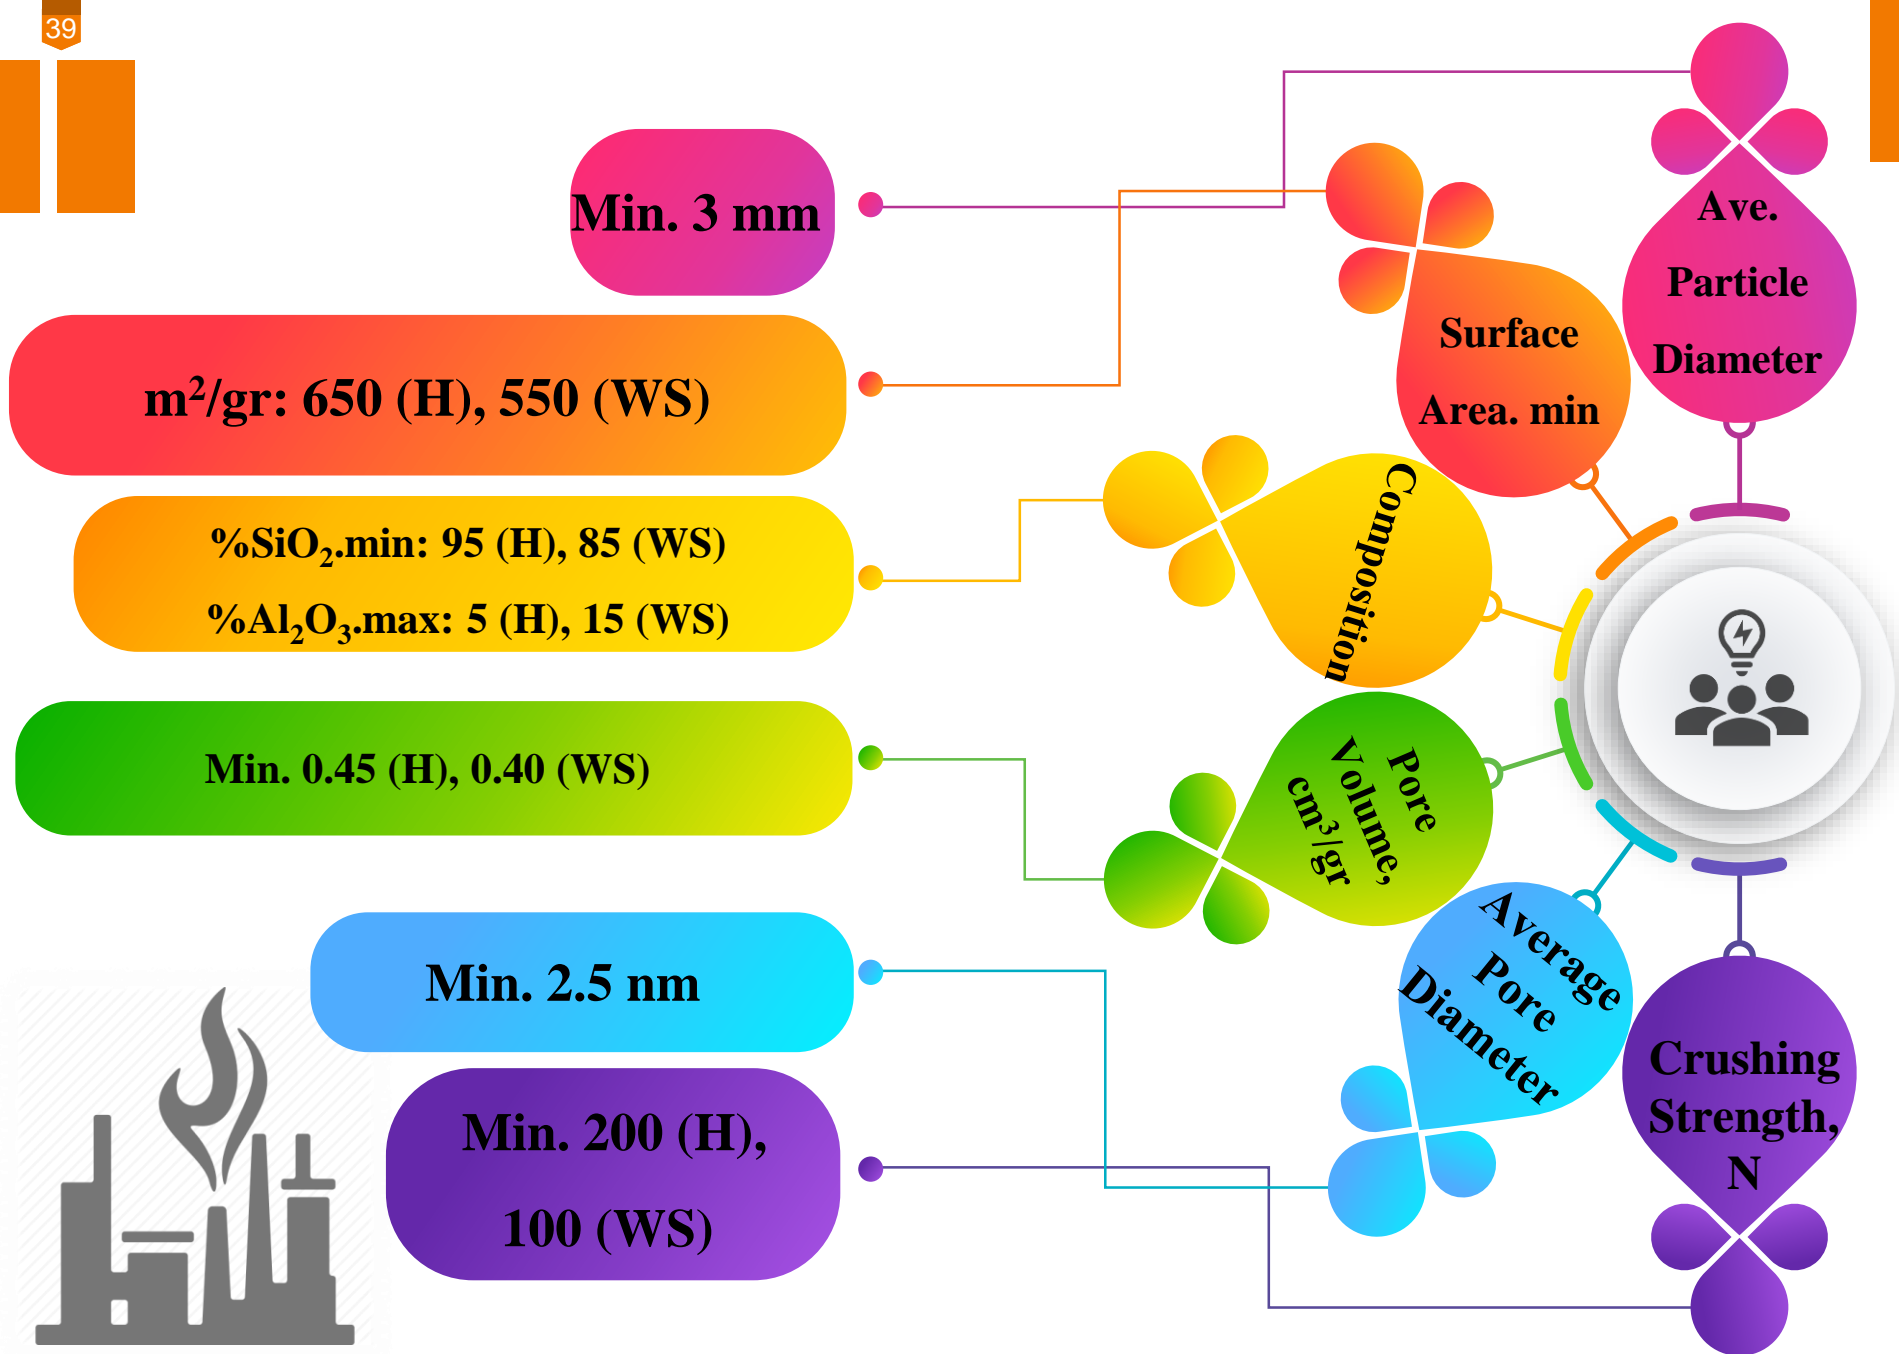 39
Min. 3 mm
m²/gr: 650 (H), 550 (WS)
%SiO₂.min: 95 (H), 85 (WS)
%Al₂O₃.max: 5 (H), 15 (WS)
Min. 0.45 (H), 0.40 (WS)
Min. 2.5 nm
Min. 200 (H),
100 (WS)
Ave.
Particle
Diameter
Surface
Area. min
Composition
Pore
Volume,
cm³/gr
Average
Pore
Diameter
Crushing
Strength,
N